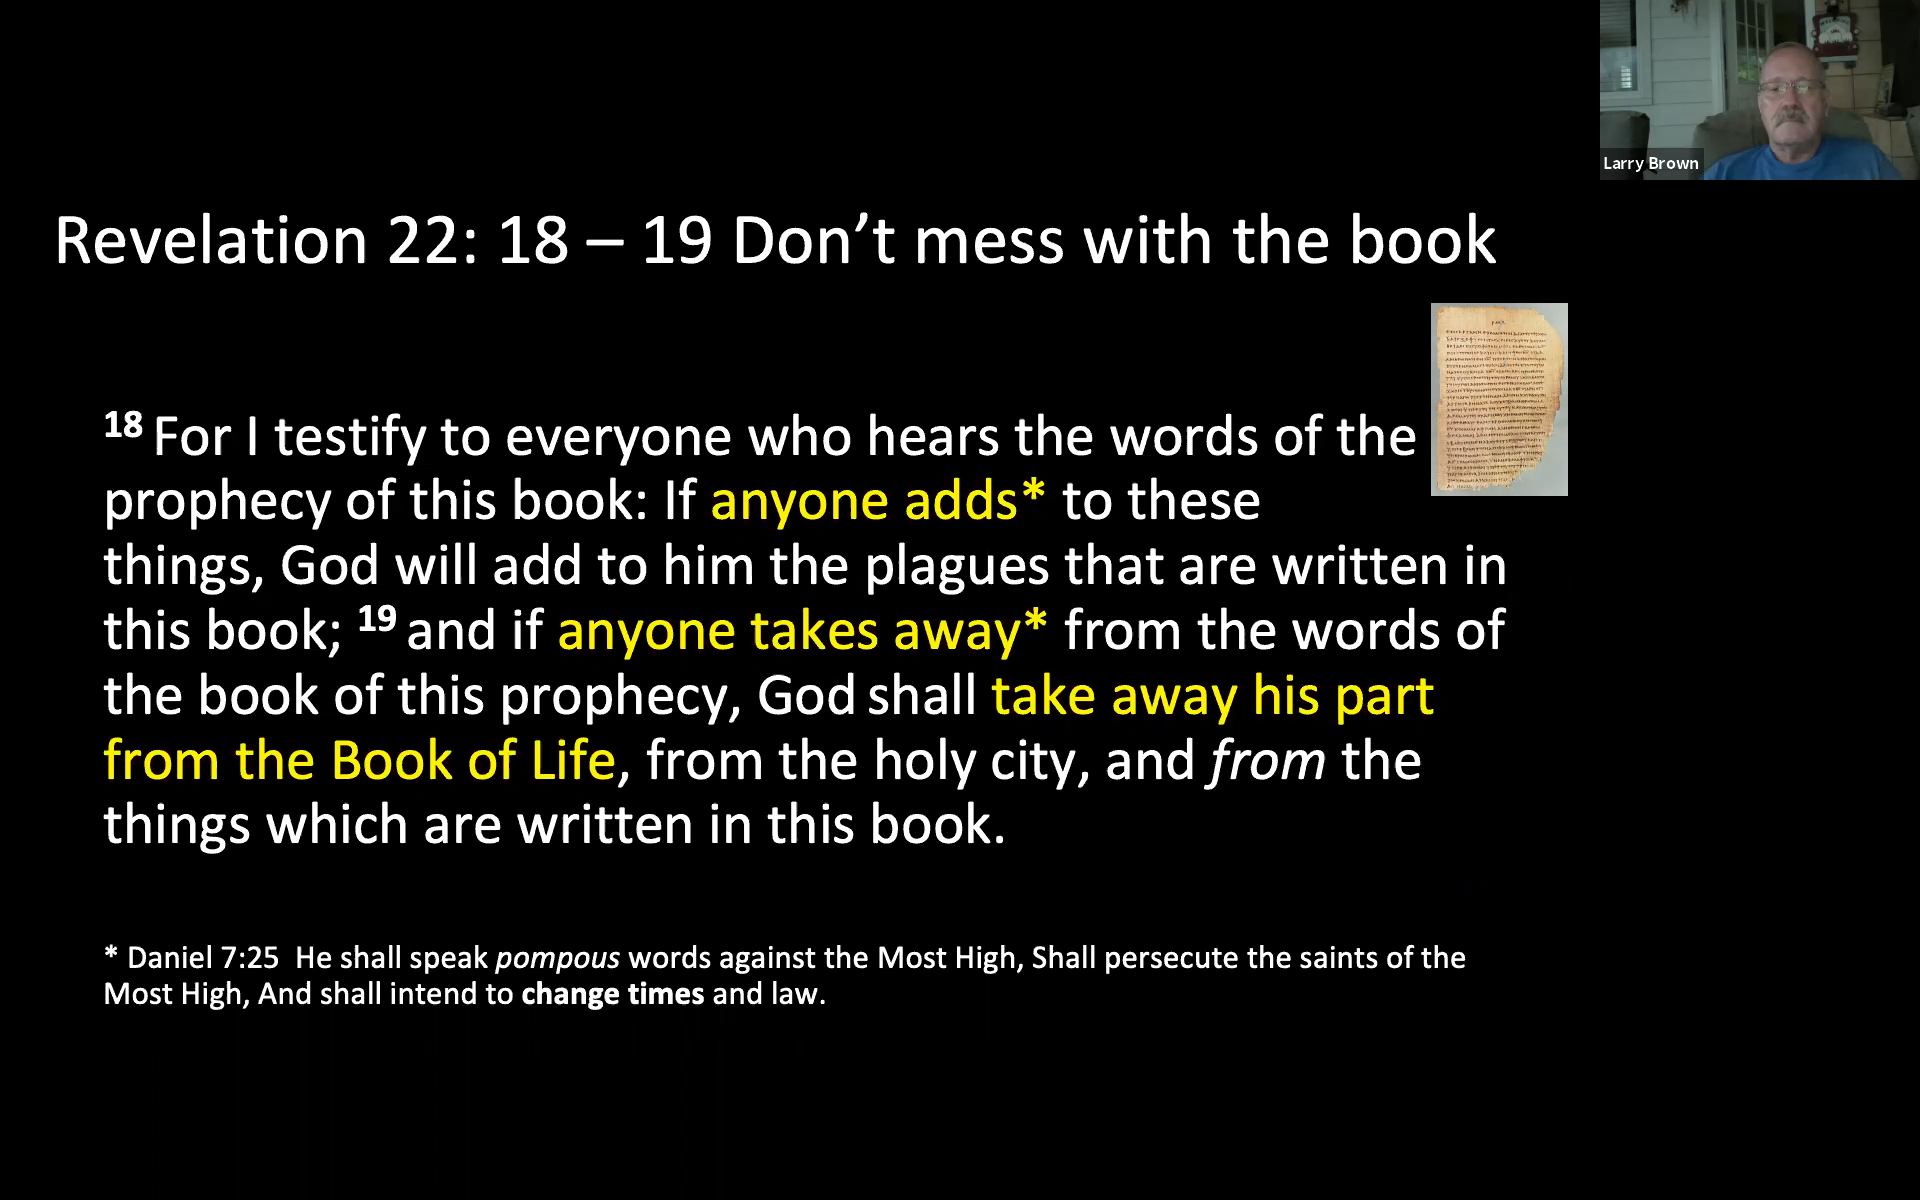 Larry Brown
Revelation 22: 18 – 19 Don’t mess with the book
18 For I testify to everyone who hears the words of the
prophecy of this book: If anyone adds* to these
things, God will add to him the plagues that are written in
this book; 19 and if anyone takes away* from the words of
the book of this prophecy, God shall take away his part
from the Book of Life, from the holy city, and from the
things which are written in this book.
* Daniel 7:25  He shall speak pompous words against the Most High, Shall persecute the saints of the
Most High, And shall intend to change times and law.